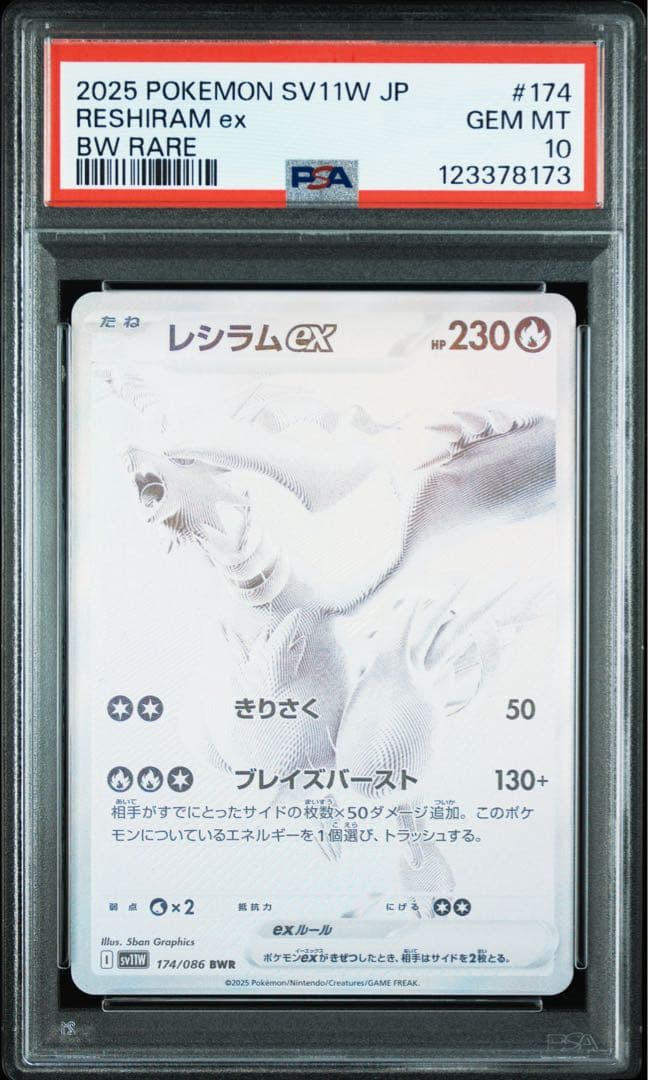 2025 POKEMON SV11W JP #174
RESHIRAM ex GEM MT
BW RARE 10
PSA 123378173
たね レシラムex HP230
きりさく 50
ブレイズバースト 130+
相手がすでにとったサイドの枚数×50ダメージ追加。このポケ
モンについているエネルギーを1個選び、トラッシュする。
弱点 ×2 抵抗力 にげる
exルール
ポケモンexがきぜつしたとき、相手はサイドを2枚とる。
Illus. 5ban Graphics
I sv11W 174/086 BWR
©2025 Pokémon/Nintendo/Creatures/GAME FREAK.
PSA